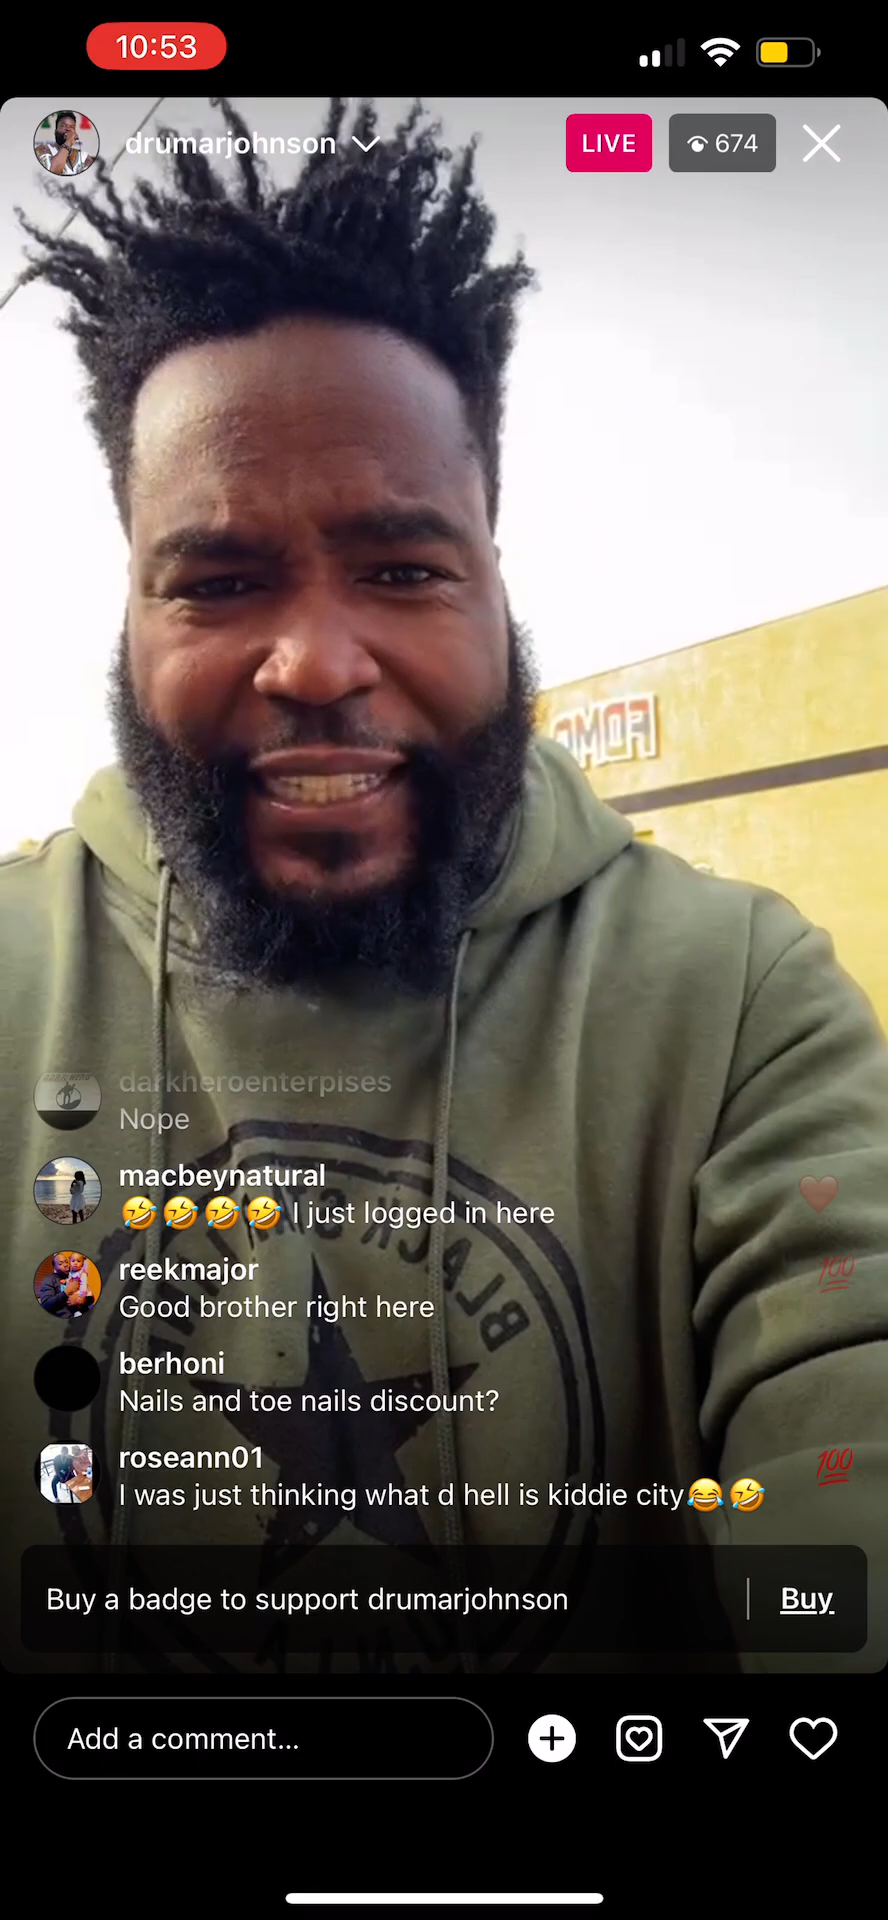 10:53
drumarjohnson
LIVE
674
FOMO
darkheroenterpises
Nope
macbeynatural
🤣🤣🤣🤣 I just logged in here
reekmajor
Good brother right here
💯
berhoni
Nails and toe nails discount?
roseann01
I was just thinking what d hell is kiddie city😂🤣
💯
BLACK
Buy a badge to support drumarjohnson
Buy
Add a comment...